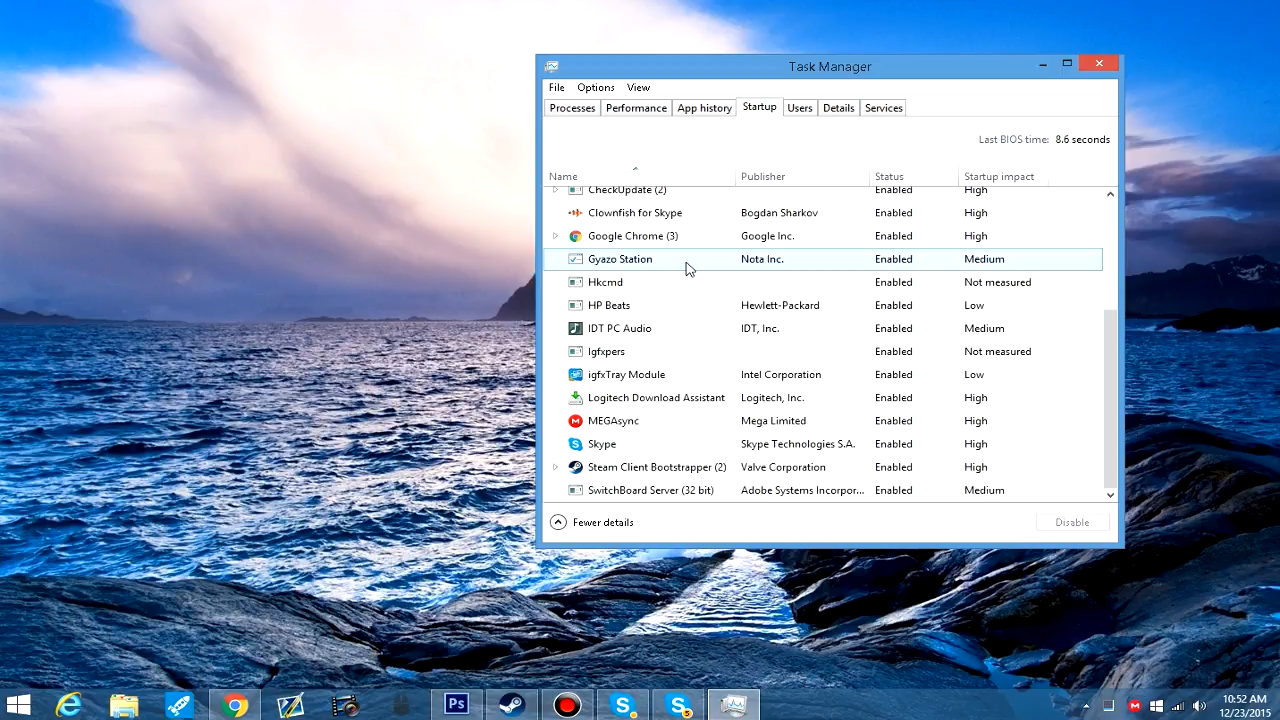 Task Manager
File Options View
Processes Performance App history Startup Users Details Services
Last BIOS time: 8.6 seconds
Name Publisher Status Startup impact
CheckUpdate (2) Enabled High
Clownfish for Skype Bogdan Sharkov Enabled High
Google Chrome (3) Google Inc. Enabled High
Gyazo Station Nota Inc. Enabled Medium
Hkcmd Enabled Not measured
HP Beats Hewlett-Packard Enabled Low
IDT PC Audio IDT, Inc. Enabled Medium
Igfxpers Enabled Not measured
igfxTray Module Intel Corporation Enabled Low
Logitech Download Assistant Logitech, Inc. Enabled High
MEGAsync Mega Limited Enabled High
Skype Skype Technologies S.A. Enabled High
Steam Client Bootstrapper (2) Valve Corporation Enabled High
SwitchBoard Server (32 bit) Adobe Systems Incorpor... Enabled Medium
Fewer details Disable
Ps
10:52 AM
12/23/2015